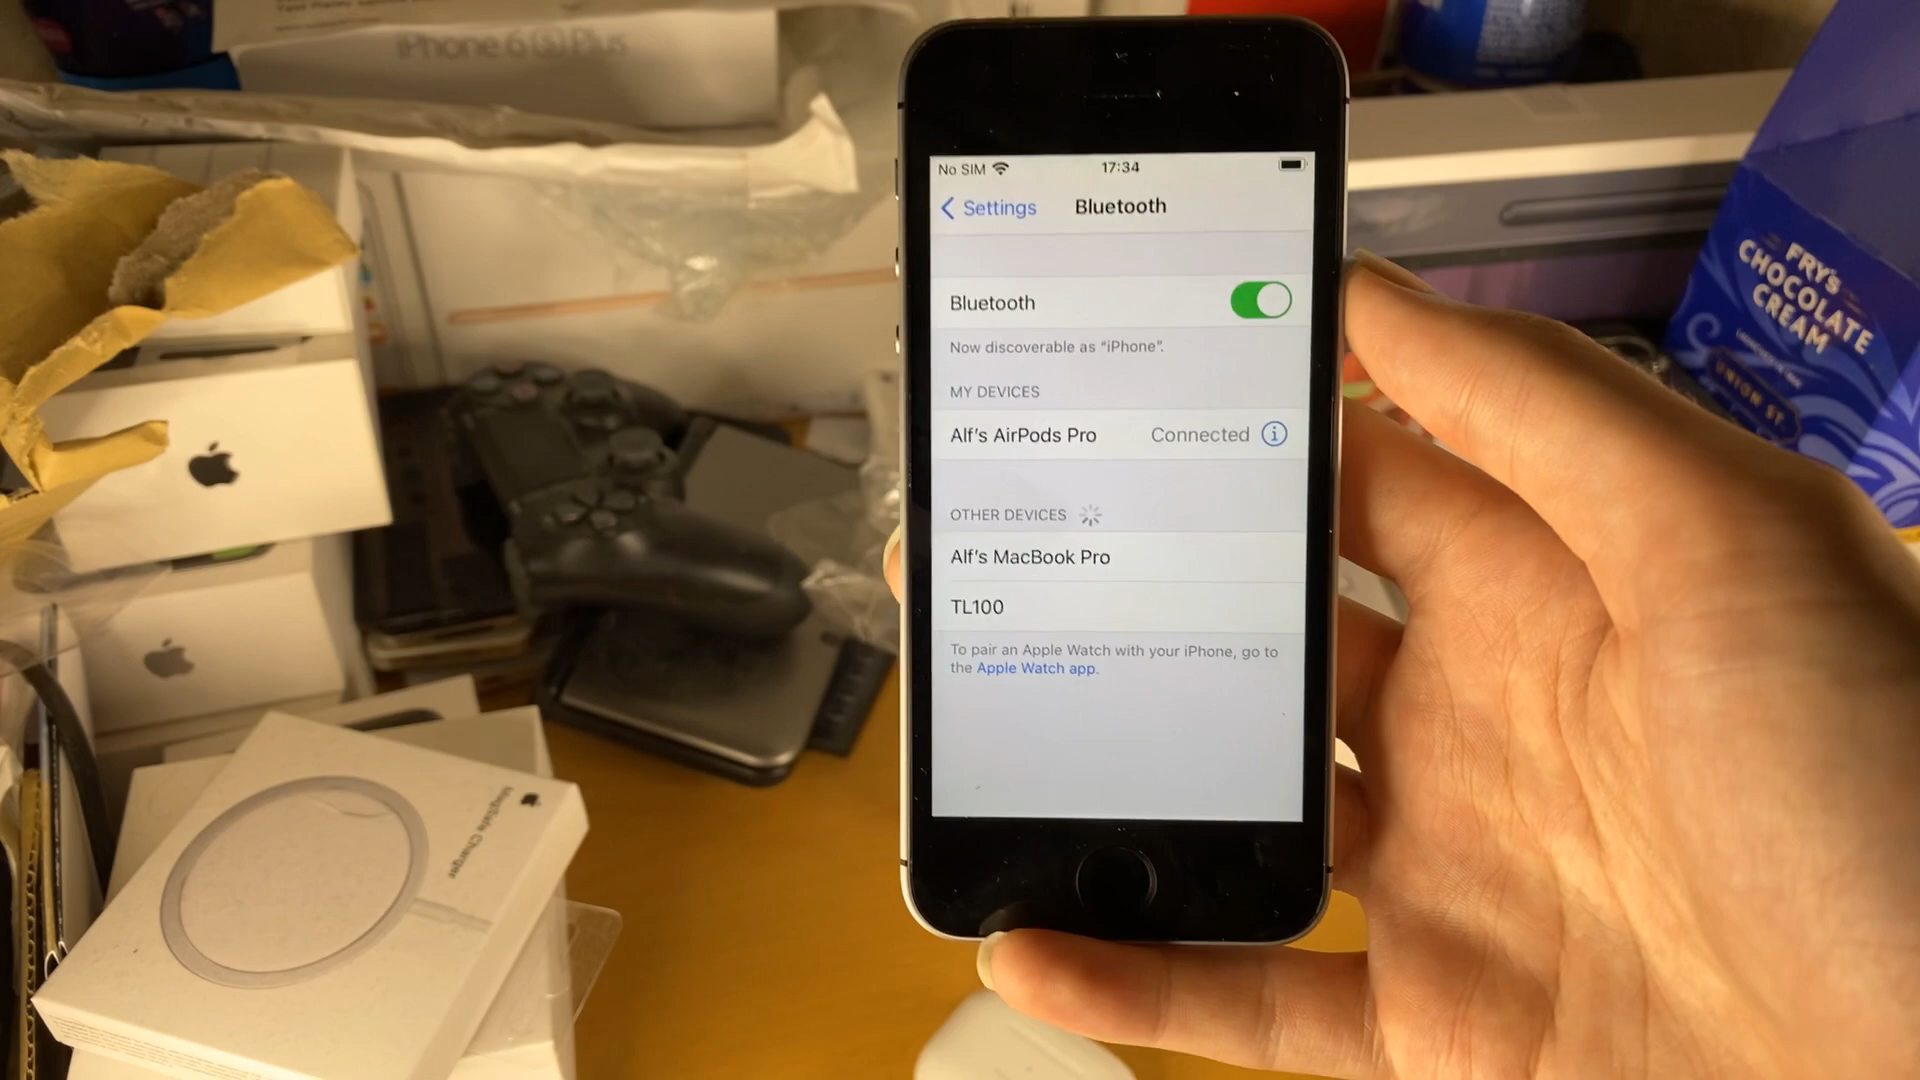 iPhone 6s Plus
No SIM
17:34
Settings
Bluetooth
Bluetooth
Now discoverable as “iPhone”.
MY DEVICES
Alf’s AirPods Pro
Connected
OTHER DEVICES
Alf’s MacBook Pro
TL100
To pair an Apple Watch with your iPhone, go to
the Apple Watch app.
FRY's
CHOCOLATE
CREAM
UNION ST.
MagSafe Charger